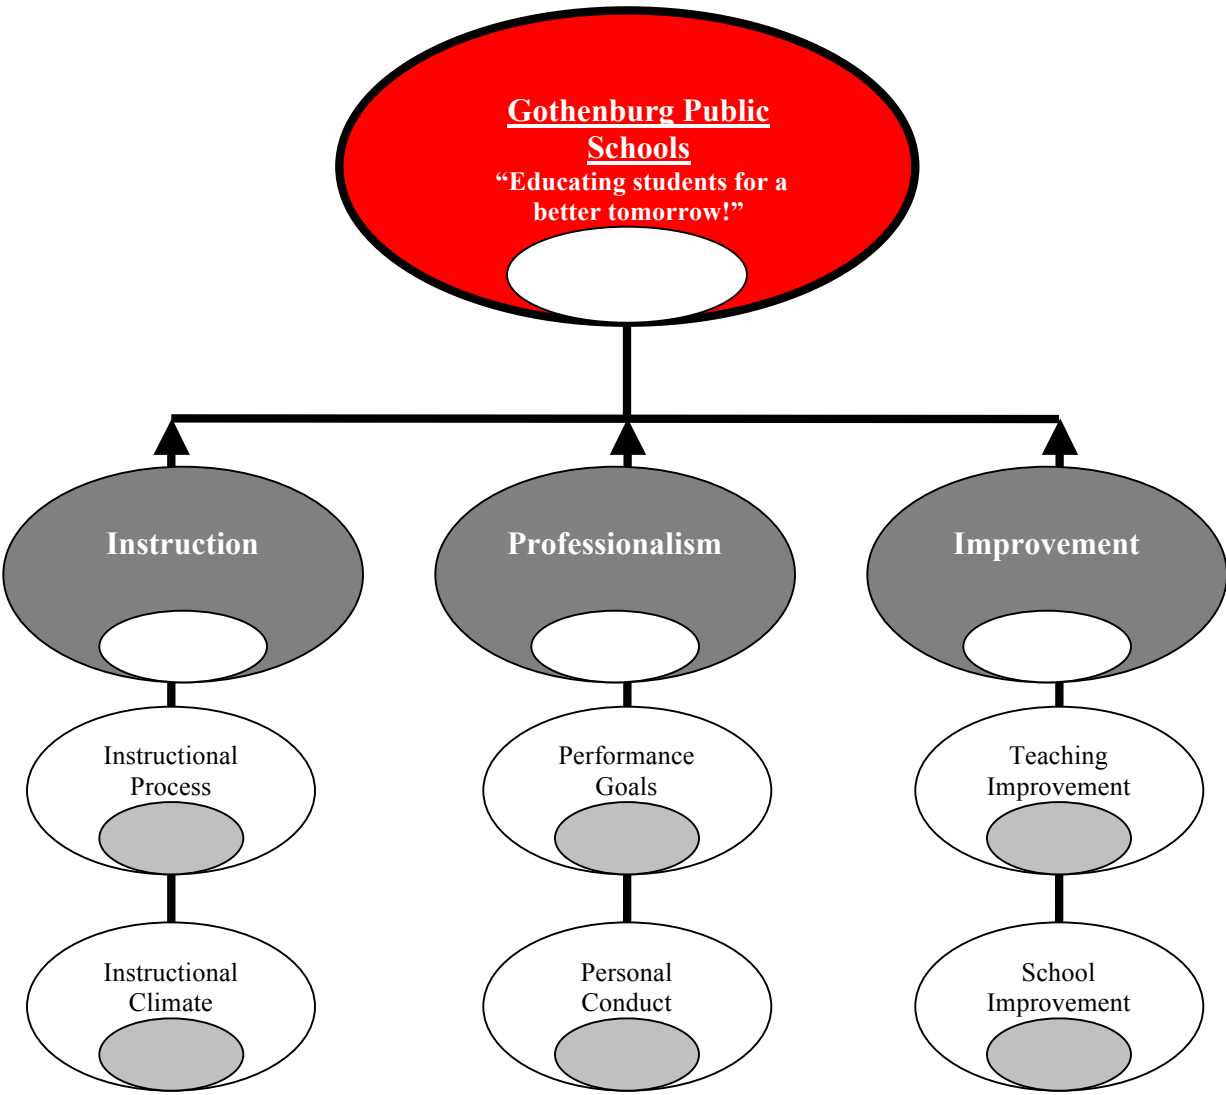 Gothenburg Public
Schools
“Educating students for a
better tomorrow!”
Instruction
Professionalism
Improvement
Instructional
Process
Performance
Goals
Teaching
Improvement
Instructional
Climate
Personal
Conduct
School
Improvement